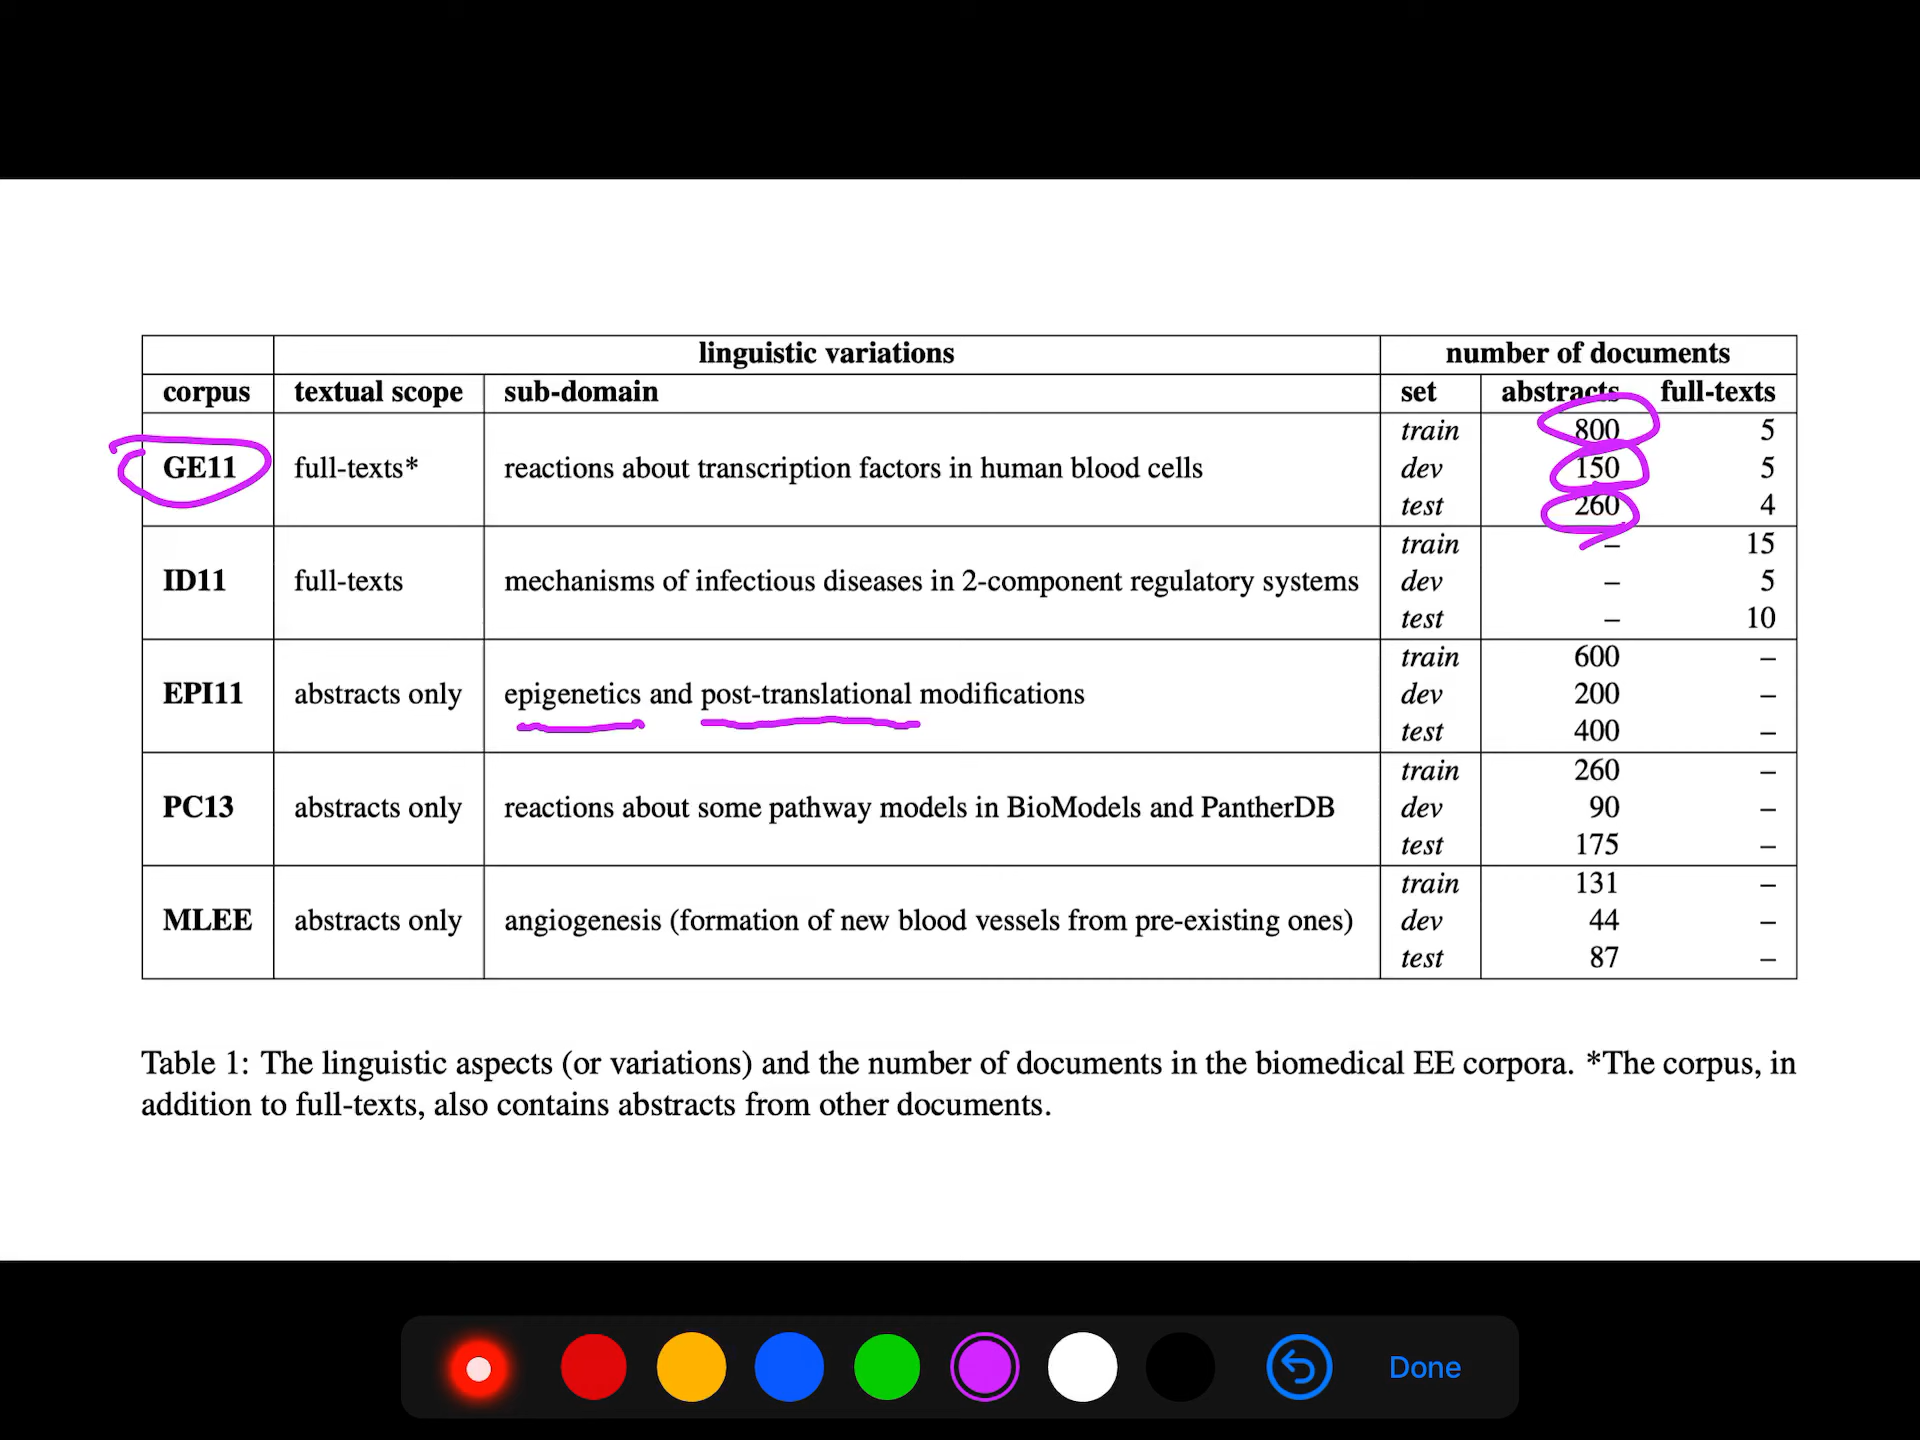 linguistic variations number of documents
corpus textual scope sub-domain set abstracts full-texts
train 800 5
GE11 full-texts* reactions about transcription factors in human blood cells dev 150 5
test 260 4
train – 15
ID11 full-texts mechanisms of infectious diseases in 2-component regulatory systems dev – 5
test – 10
train 600 –
EPI11 abstracts only epigenetics and post-translational modifications dev 200 –
test 400 –
train 260 –
PC13 abstracts only reactions about some pathway models in BioModels and PantherDB dev 90 –
test 175 –
train 131 –
MLEE abstracts only angiogenesis (formation of new blood vessels from pre-existing ones) dev 44 –
test 87 –
Table 1: The linguistic aspects (or variations) and the number of documents in the biomedical EE corpora. *The corpus, in
addition to full-texts, also contains abstracts from other documents.
Done